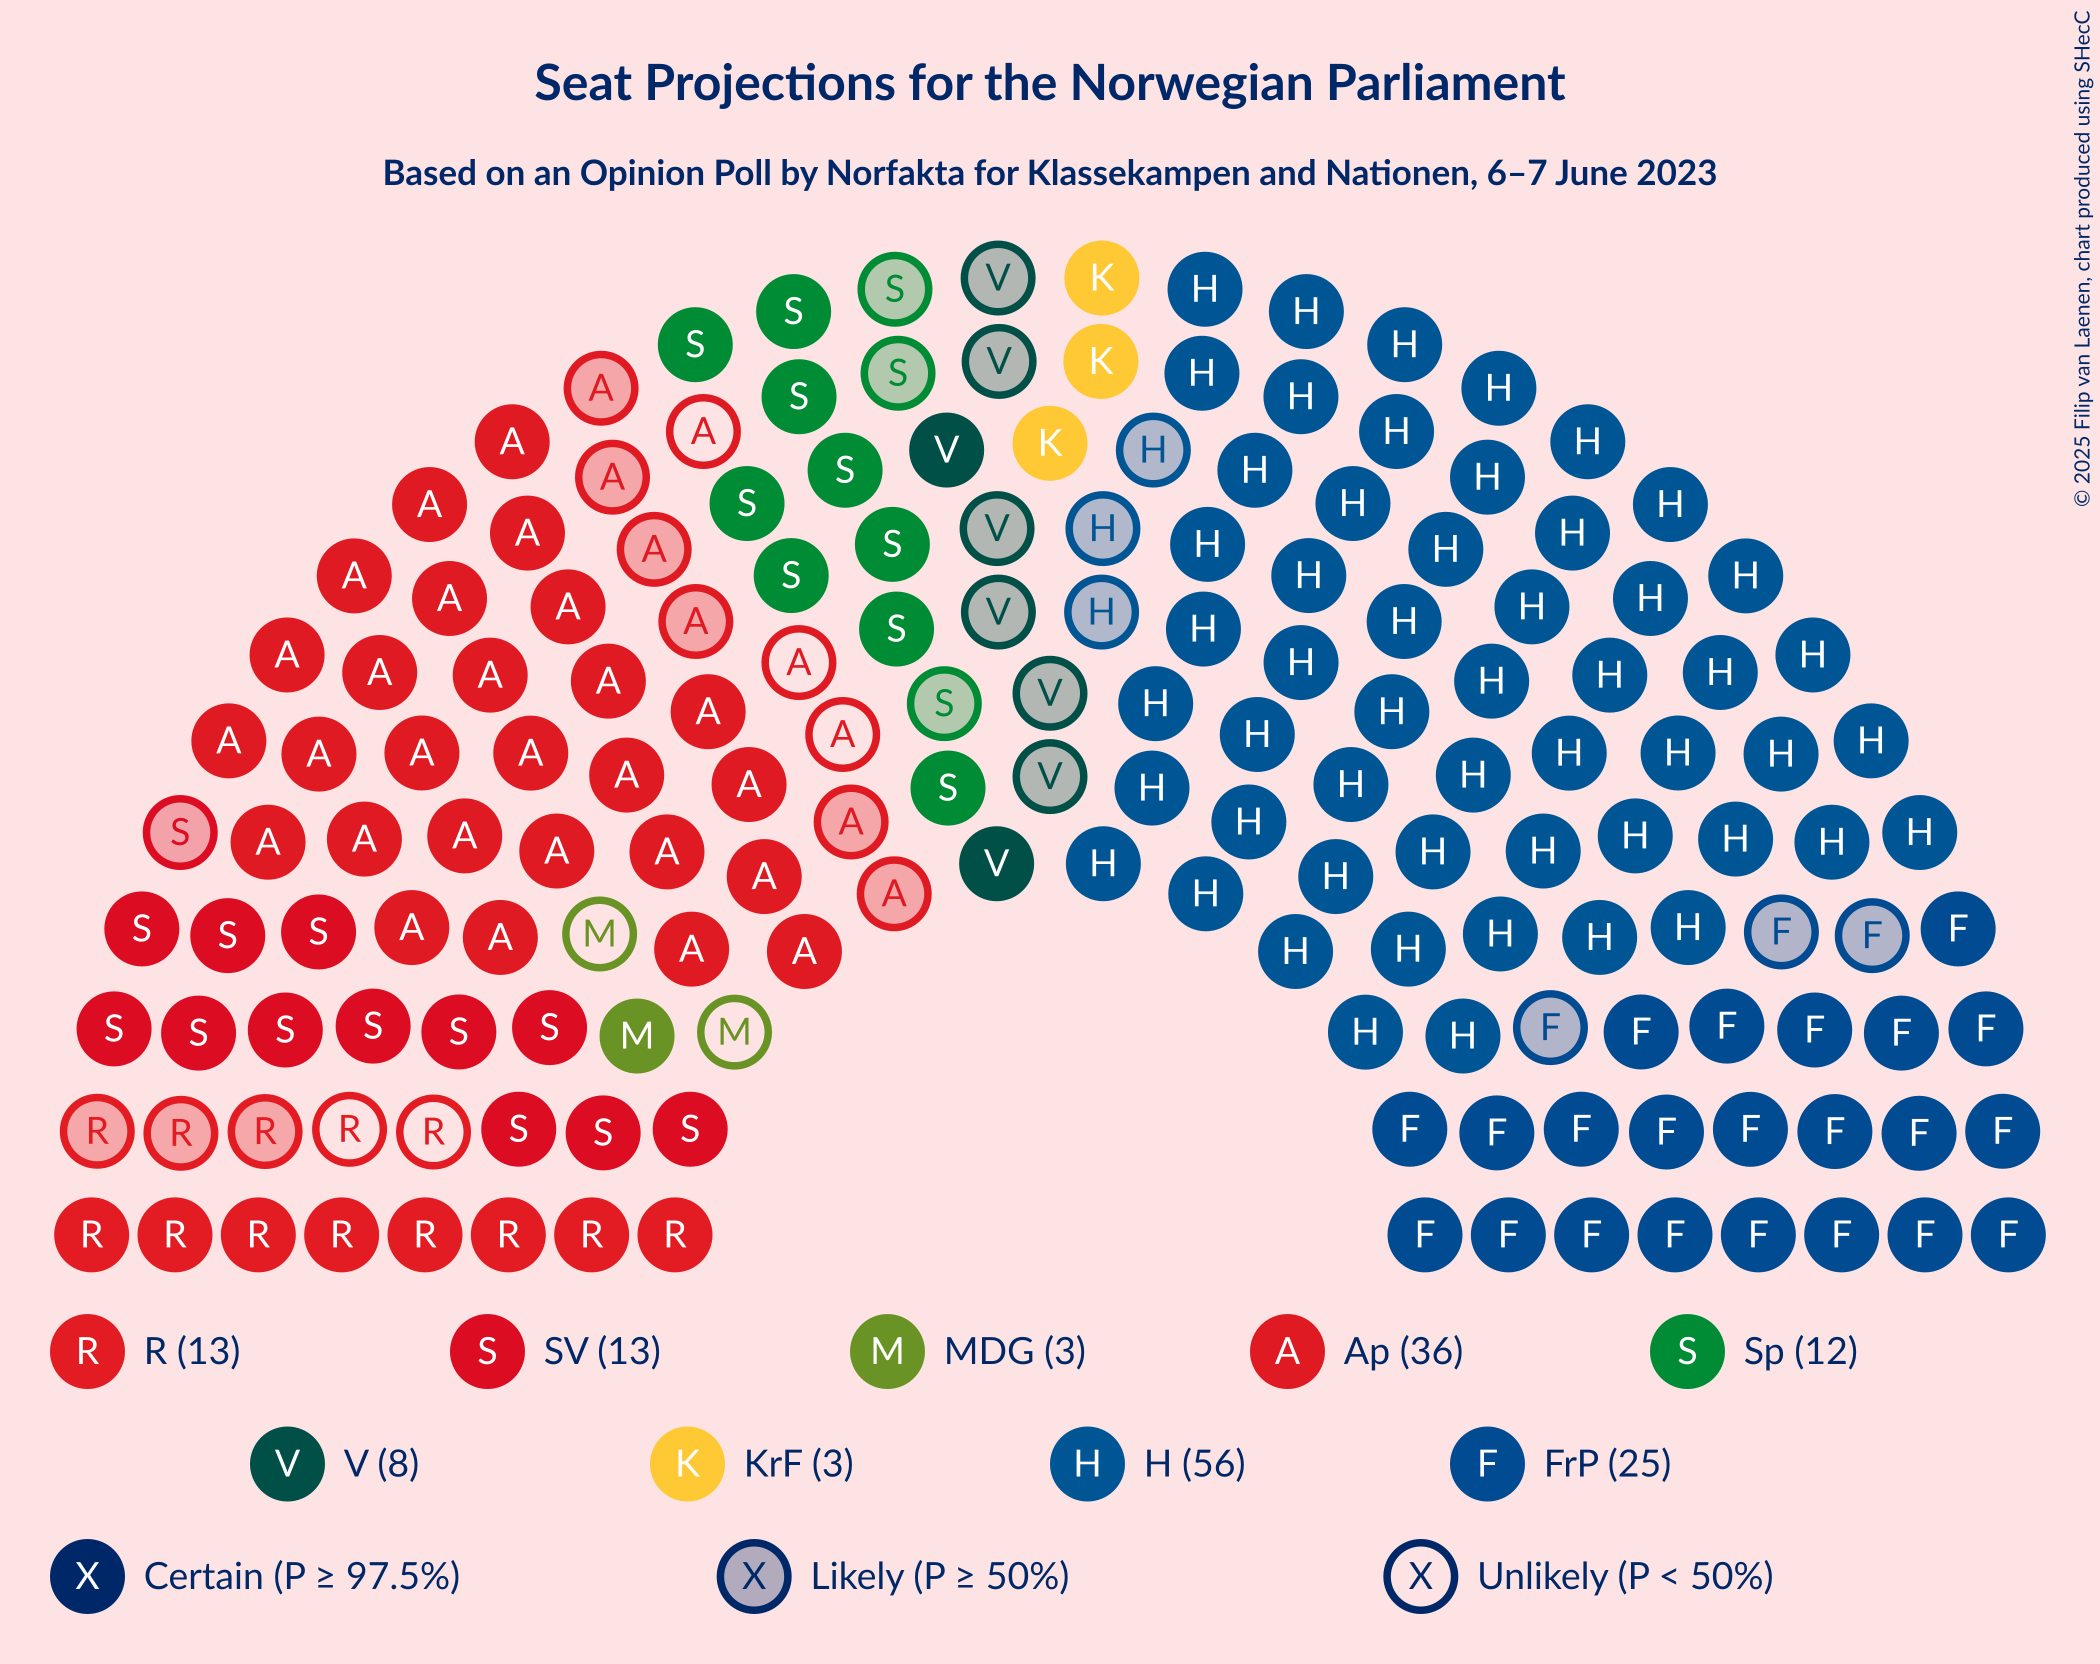 Seat Projections for the Norwegian Parliament
Based on an Opinion Poll by Norfakta for Klassekampen and Nationen, 6–7 June 2023
© 2025 Filip van Laenen, chart produced using SHecC
V K
S H
S H
S H
V K
A S H
S H
A H
V K H
A H
S H
A A H
S H
A V H H
A S H
A A H H
A S H
A A S H H
A A V H H
A S H
A A H H
A A H H
A A H H
A V H
A S H
A A H H
A A H H
A A A A H H H H
A A V H H
A S H
A A H H
S A H H
A A A A H H H H
A A A H H H
V H
A H
A H
S A A H H F
S S A M H H F F
A A A H H H
S S S S M H F F F F
S S M M H H F F
R R R R R S S S F F F F F F F F
R R R R R R R R F F F F F F F F
R R (13) S SV (13) M MDG (3) A Ap (36) S Sp (12)
V V (8) K KrF (3) H H (56) F FrP (25)
X Certain (P ≥ 97.5%) X Likely (P ≥ 50%) X Unlikely (P < 50%)